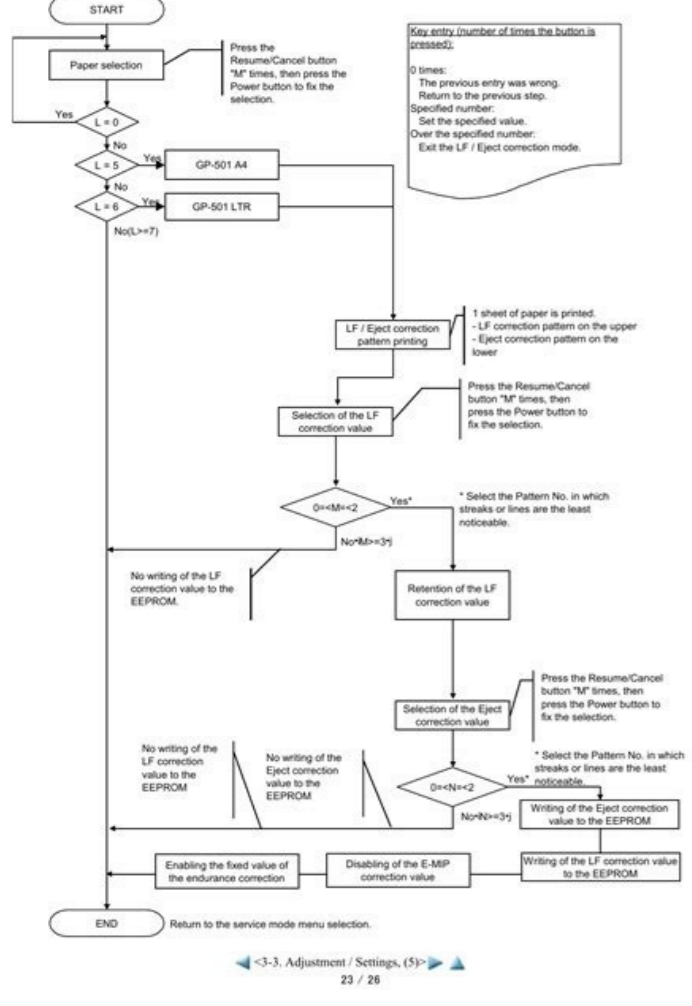 START
Paper selection
Press the
Resume/Cancel button
"M" times, then press the
Power button to fix the
selection.
Key entry (number of times the button is
pressed):
0 times:
The previous entry was wrong.
Return to the previous step.
Specified number:
Set the specified value.
Over the specified number:
Exit the LF / Eject correction mode.
Yes
L = 0
No
L = 5
Yes
GP-501 A4
No
L = 6
Yes
GP-501 LTR
No(L>=7)
LF / Eject correction
pattern printing
1 sheet of paper is printed.
- LF correction pattern on the upper
- Eject correction pattern on the
lower
Selection of the LF
correction value
Press the Resume/Cancel
button "M" times, then
press the Power button to
fix the selection.
0=<M=<2
Yes*
* Select the Pattern No. in which
streaks or lines are the least
noticeable.
No•iM>=3•j
No writing of the LF
correction value to the
EEPROM.
Retention of the LF
correction value
Selection of the Eject
correction value
Press the Resume/Cancel
button "M" times, then
press the Power button to
fix the selection.
No writing of the
LF correction
value to the
EEPROM
No writing of the
Eject correction
value to the
EEPROM
0=<N=<2
Yes*
* Select the Pattern No. in which
streaks or lines are the least
noticeable.
No•iN>=3•j
Writing of the Eject correction
value to the EEPROM
Writing of the LF correction value
to the EEPROM
Disabling of the E-MIP
correction value
Enabling the fixed value of
the endurance correction
END
Return to the service mode menu selection.
<3-3. Adjustment / Settings, (5)>
23 / 26